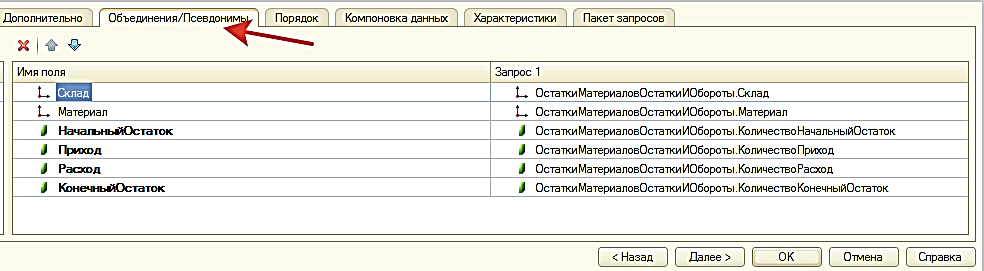 Дополнительно Объединения/Псевдонимы Порядок Компоновка данных Характеристики Пакет запросов
Имя поля Запрос 1
Склад ОстаткиМатериаловОстаткиИОбороты.Склад
Материал ОстаткиМатериаловОстаткиИОбороты.Материал
НачальныйОстаток ОстаткиМатериаловОстаткиИОбороты.КоличествоНачальныйОстаток
Приход ОстаткиМатериаловОстаткиИОбороты.КоличествоПриход
Расход ОстаткиМатериаловОстаткиИОбороты.КоличествоРасход
КонечныйОстаток ОстаткиМатериаловОстаткиИОбороты.КоличествоКонечныйОстаток
< Назад Далее > ОК Отмена Справка